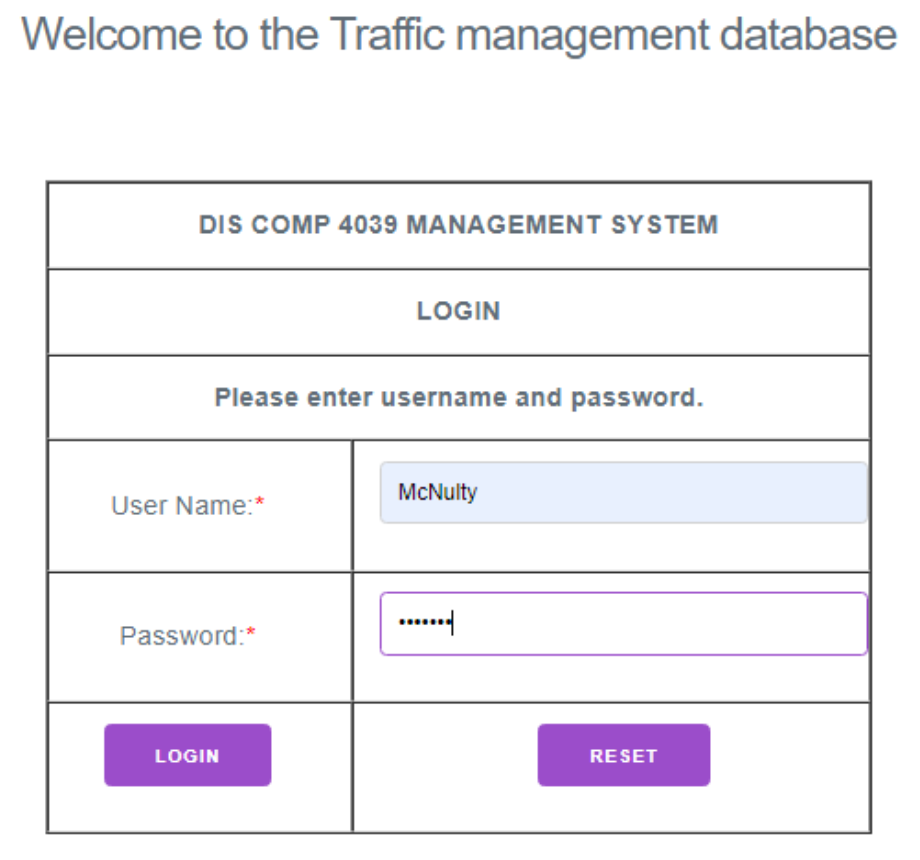 Welcome to the Traffic management database
DIS COMP 4039 MANAGEMENT SYSTEM
LOGIN
Please enter username and password.
User Name:*
McNulty
Password:*
•••••••
LOGIN
RESET